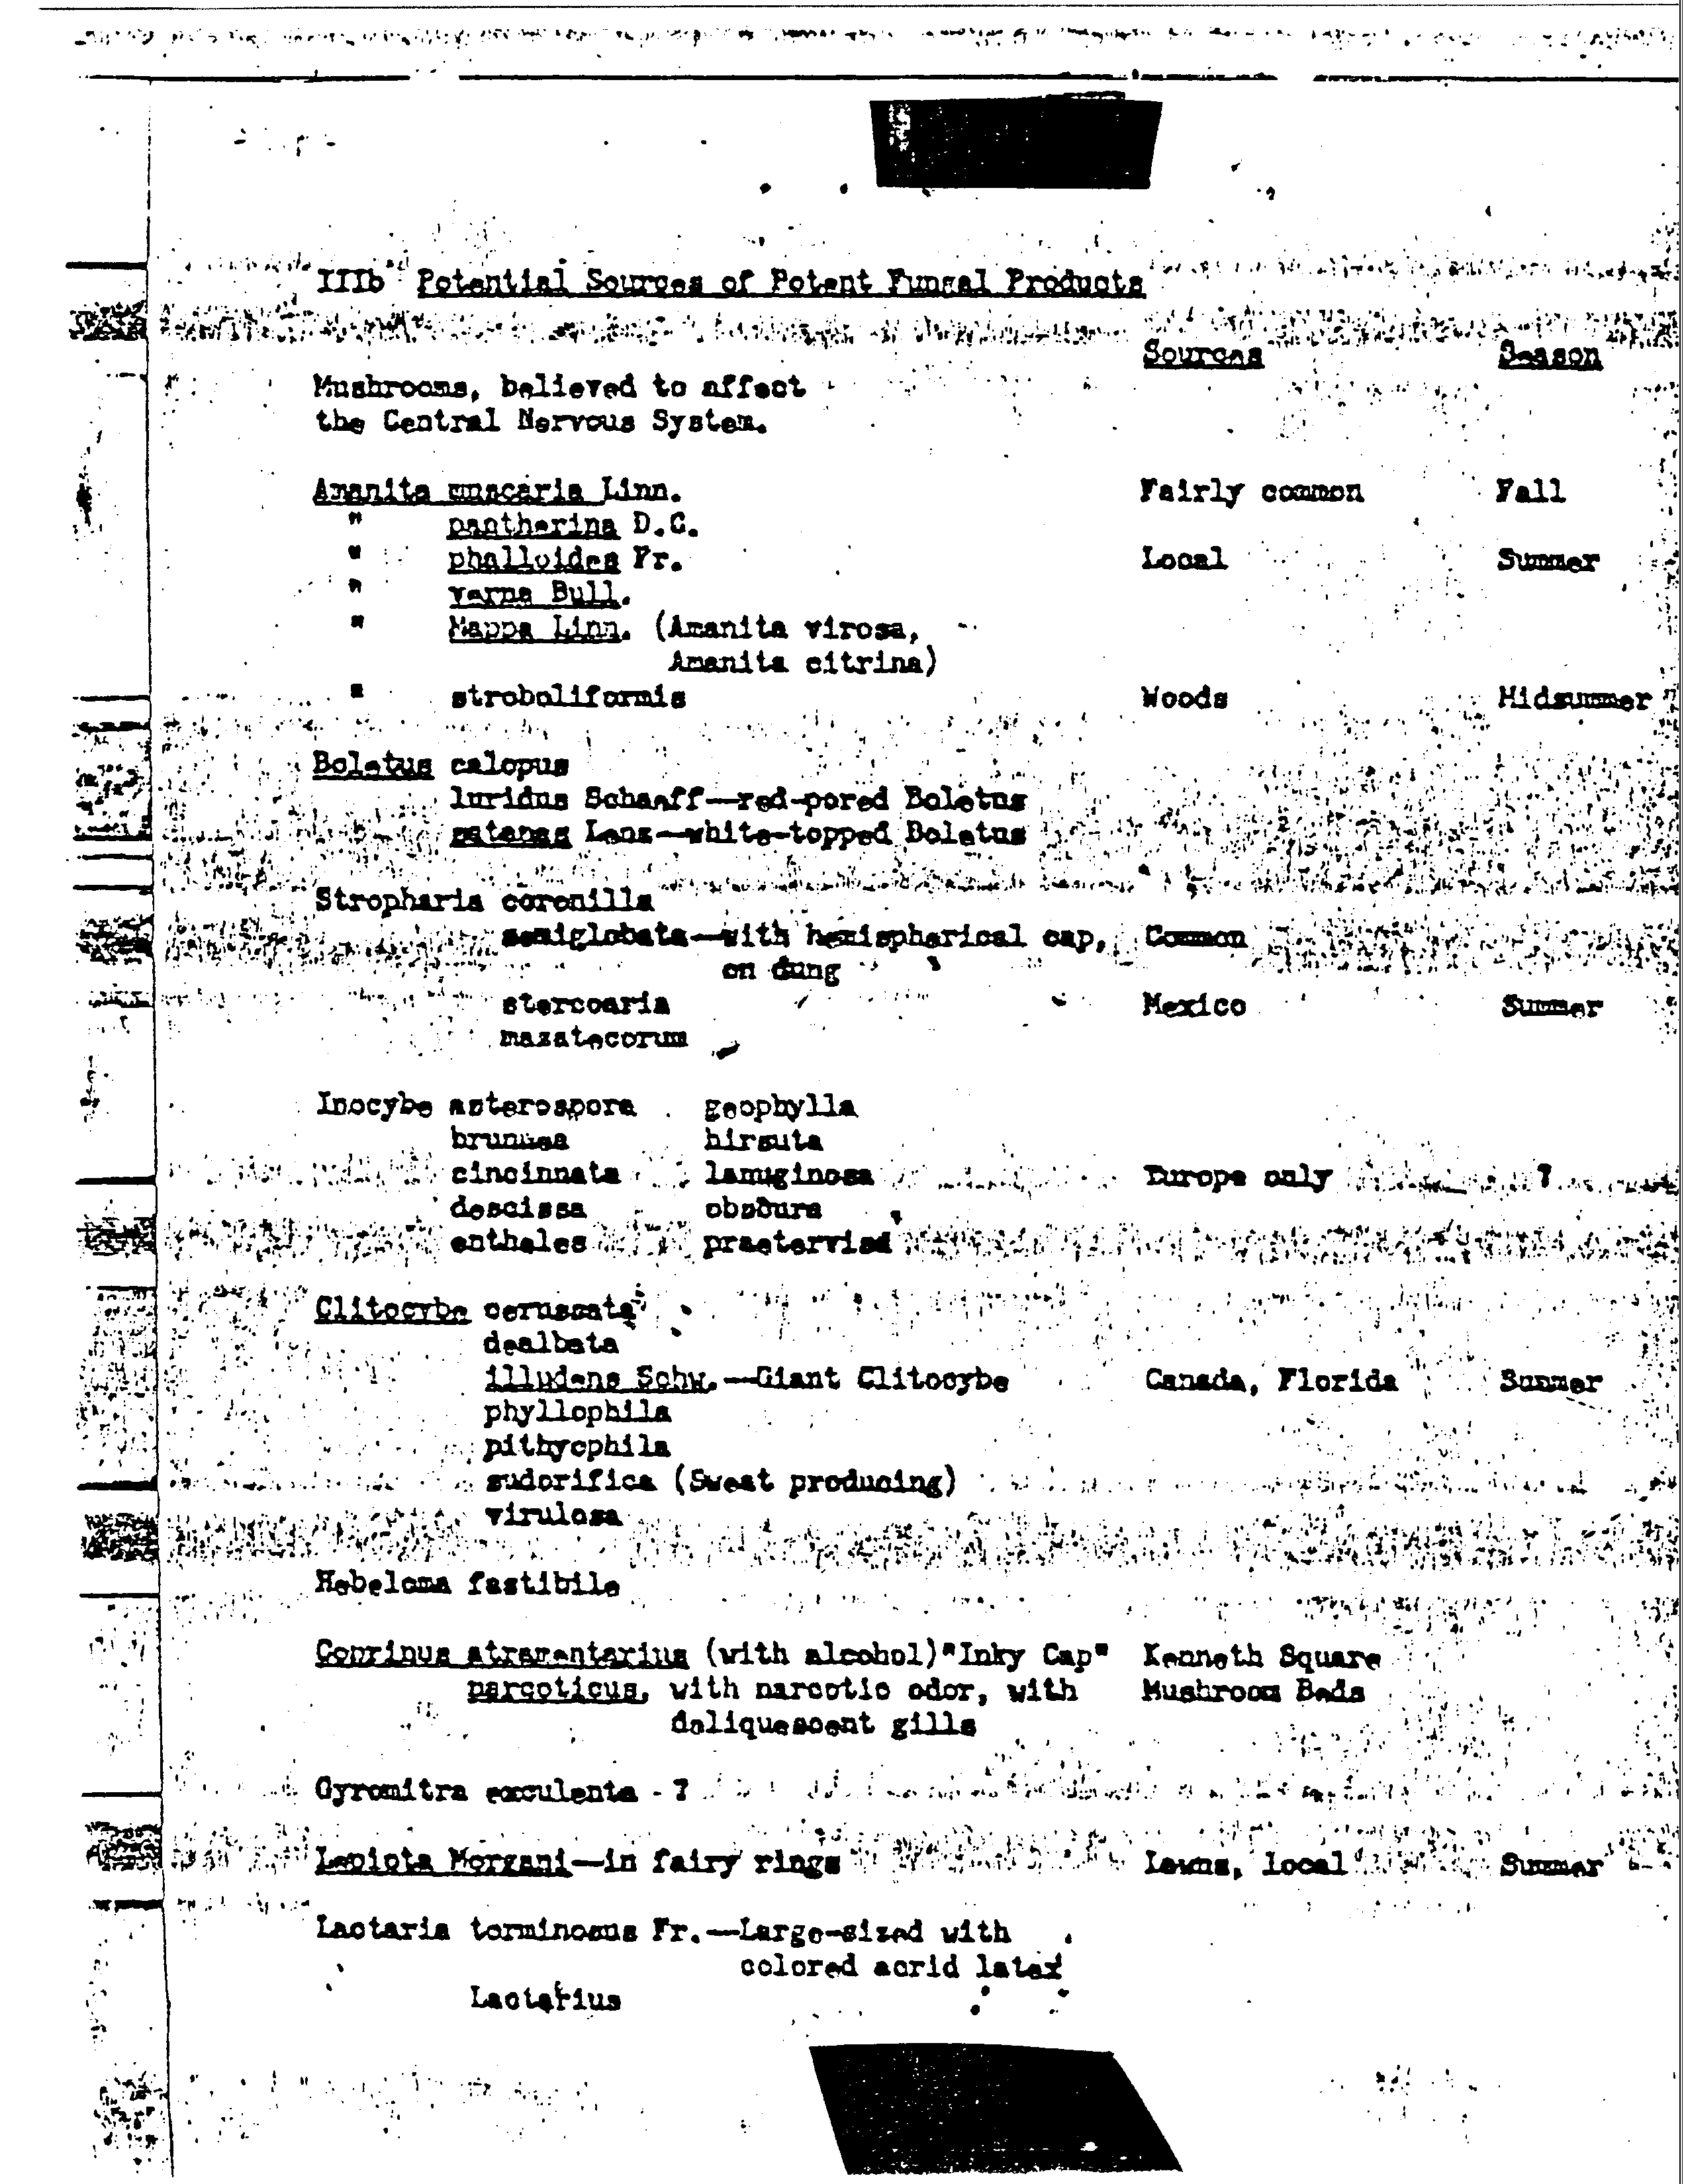 IIIb Potential Sources of Potent Fungal Products
Sources Season
Mushrooms, believed to affect
the Central Nervous System.
Amanita muscaria Linn. Fairly common Fall
" pantherina D.C.
" phalloides Fr. Local Summer
" verna Bull.
" Mappa Linn. (Amanita virosa,
Amanita citrina)
" stroboliformis Woods Midsummer
Boletus calopus
luridus Schaeff—red-pored Boletus
satanas Lenz—white-topped Boletus
Stropharia coronilla
semiglobata—with hemispherical cap, Common
on dung
stercoaria Mexico Summer
mazatecorum
Inocybe asterospora geophylla
brunnea hirsuta
cincinnata lanuginosa Europe only ?
descissa obscura
entheles praetervisa
Clitocybe cerussata
dealbata
illudens Schw.—Giant Clitocybe Canada, Florida Summer
phyllophila
pithyophila
sudorifica (Sweat producing)
virulosa
Hebeloma fastibile
Coprinus atramentarius (with alcohol)"Inky Cap" Kenneth Square
narcoticus, with narcotic odor, with Mushroom Beds
deliquescent gills
Gyromitra esculenta - ?
Lepiota Morgani—in fairy rings Lawns, local Summer
Lactaria torminosus Fr.—Large-sized with
colored acrid latex
Lactarius